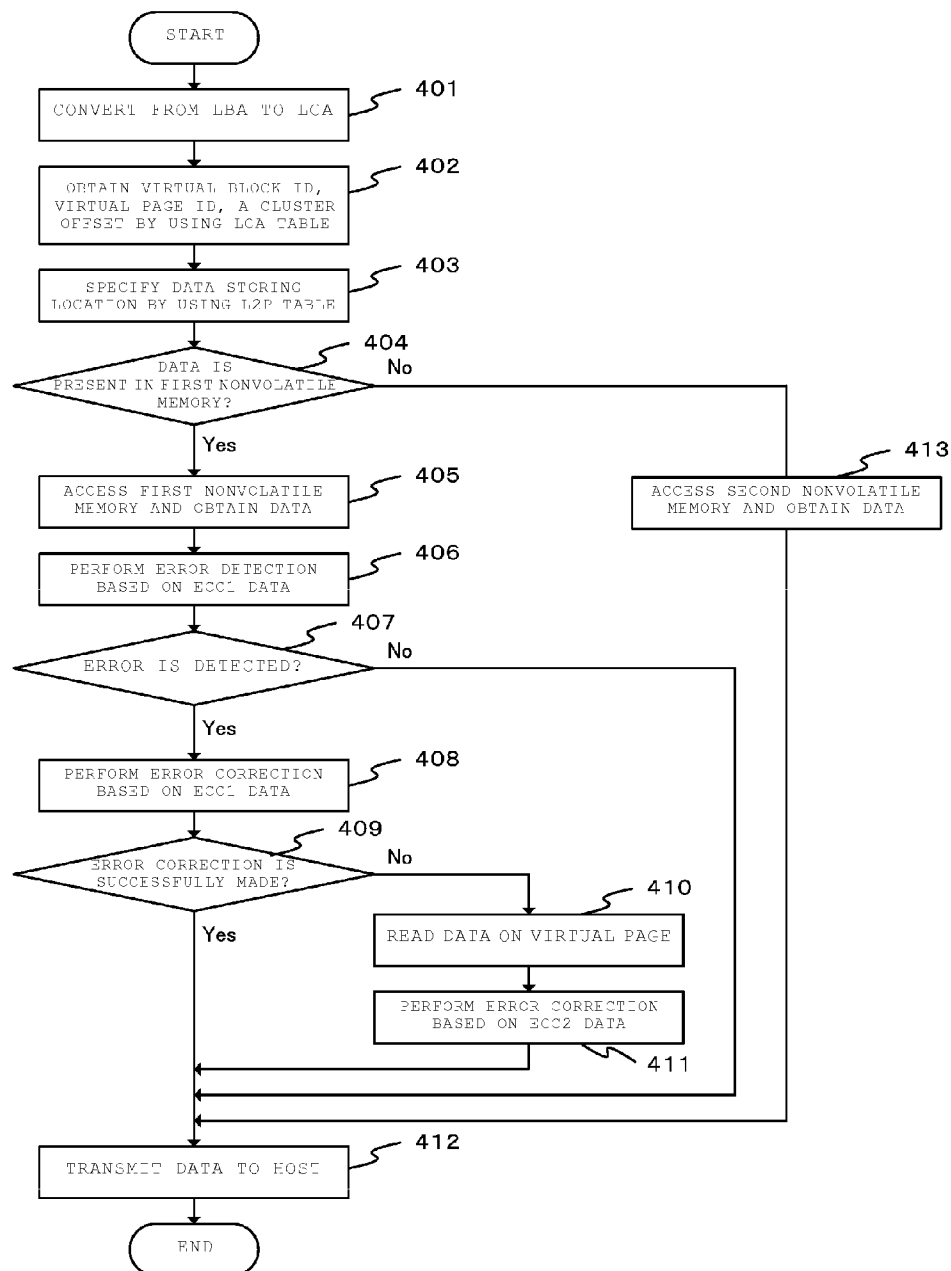 START
401
CONVERT FROM LBA TO LCA
402
OBTAIN VIRTUAL BLOCK ID,
VIRTUAL PAGE ID, A CLUSTER
OFFSET BY USING LCA TABLE
403
SPECIFY DATA STORING
LOCATION BY USING L2P TABLE
404
DATA IS
PRESENT IN FIRST NONVOLATILE
MEMORY?
No
Yes
405
ACCESS FIRST NONVOLATILE
MEMORY AND OBTAIN DATA
413
ACCESS SECOND NONVOLATILE
MEMORY AND OBTAIN DATA
406
PERFORM ERROR DETECTION
BASED ON ECC1 DATA
407
ERROR IS DETECTED?
No
Yes
408
PERFORM ERROR CORRECTION
BASED ON ECC1 DATA
409
ERROR CORRECTION IS
SUCCESSFULLY MADE?
No
Yes
410
READ DATA ON VIRTUAL PAGE
PERFORM ERROR CORRECTION
BASED ON ECC2 DATA
411
412
TRANSMIT DATA TO HOST
END